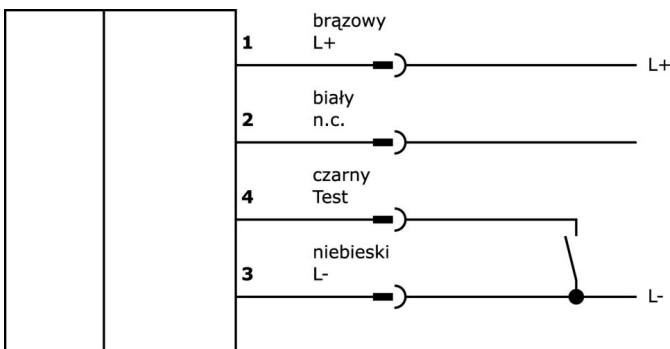 brązowy
1 L+
L+
biały
2 n.c.
czarny
4 Test
niebieski
3 L-
L-